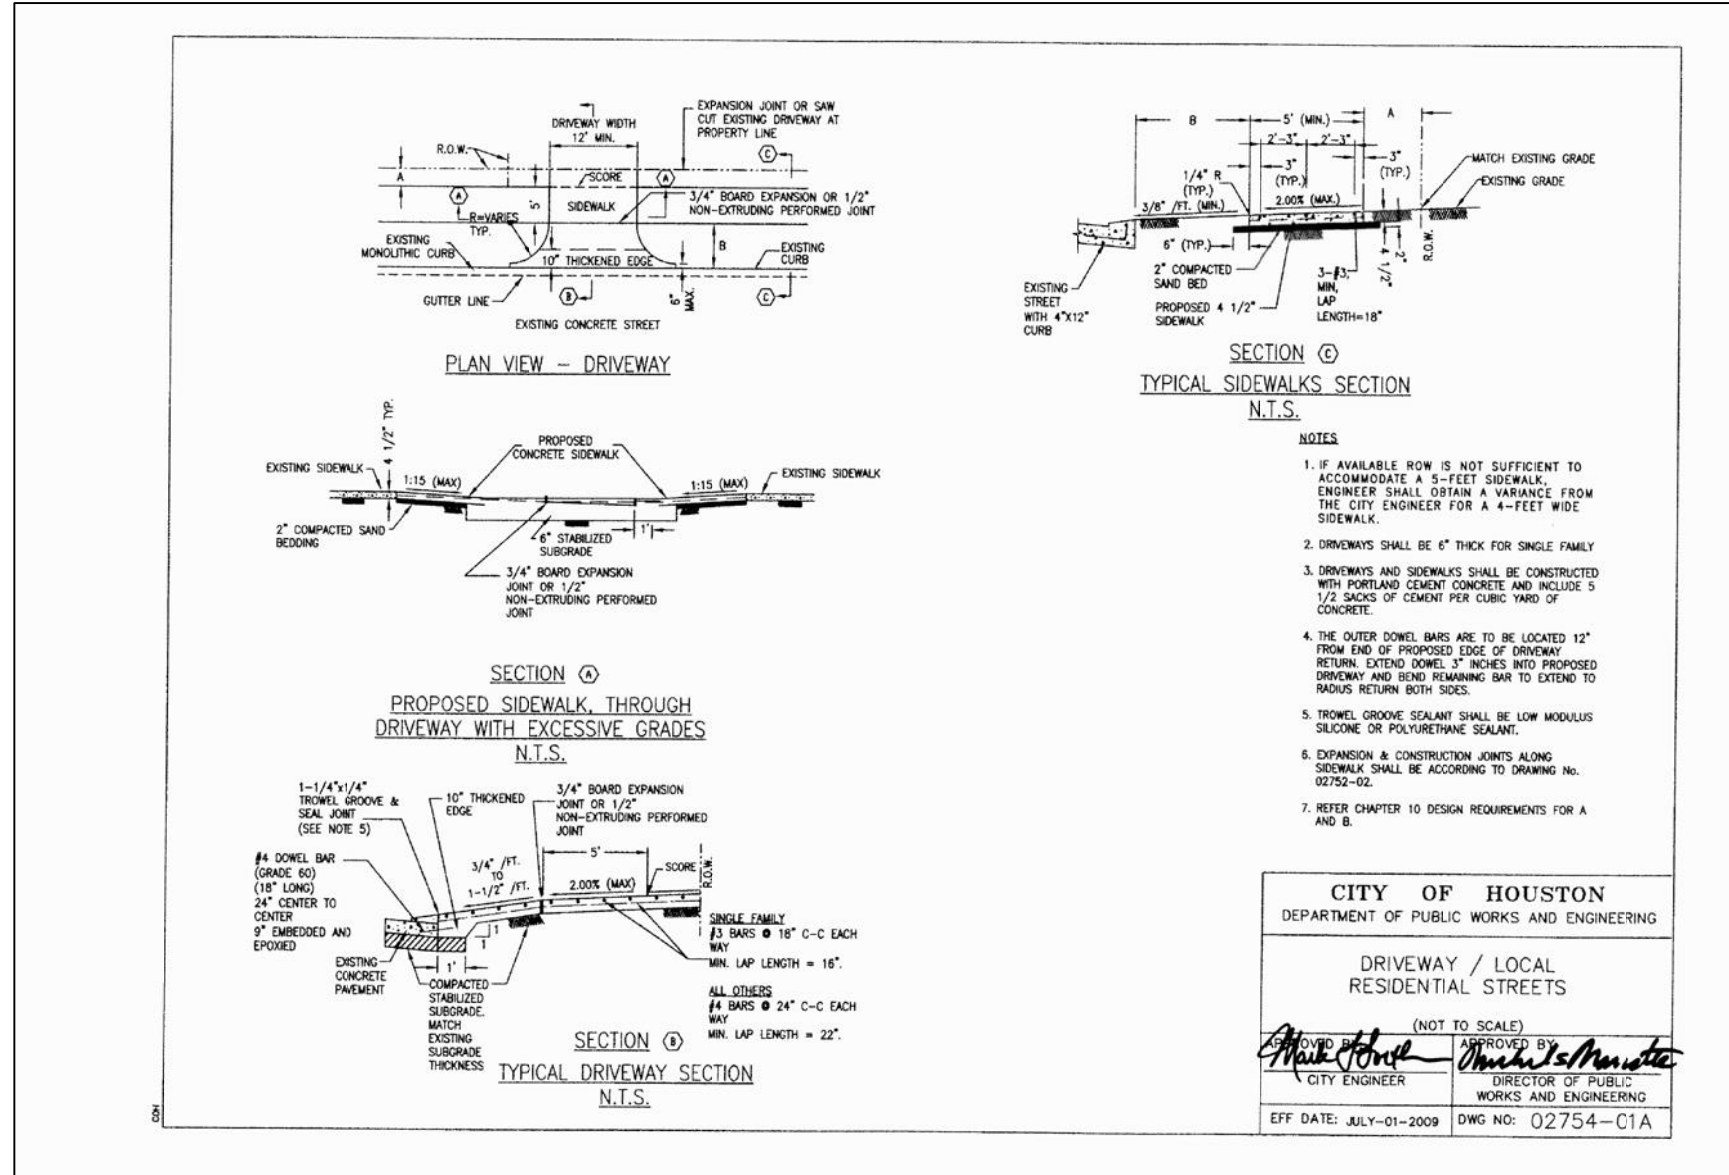 DRIVEWAY WIDTH
12' MIN.
EXPANSION JOINT OR SAW
CUT EXISTING DRIVEWAY AT
PROPERTY LINE
R.O.W.
C
A
SCORE
A
A
5'
SIDEWALK
3/4" BOARD EXPANSION OR 1/2"
NON-EXTRUDING PERFORMED JOINT
R=VARIES
TYP.
B
EXISTING
MONOLITHIC CURB
10" THICKENED EDGE
EXISTING
CURB
GUTTER LINE
B
6"
MAX.
C
EXISTING CONCRETE STREET
PLAN VIEW - DRIVEWAY
B
5' (MIN.)
A
2'-3"
2'-3"
3"
(TYP.)
3"
(TYP.)
MATCH EXISTING GRADE
EXISTING GRADE
1/4" R
(TYP.)
3/8" /FT. (MIN.)
2.00% (MAX.)
6" (TYP.)
2" COMPACTED
SAND BED
4 1/2"
2"
R.O.W.
EXISTING
STREET
WITH 4"X12"
CURB
PROPOSED 4 1/2"
SIDEWALK
3-#3,
MIN,
LAP
LENGTH=18"
SECTION C
TYPICAL SIDEWALKS SECTION
N.T.S.
4 1/2" TYP.
PROPOSED
CONCRETE SIDEWALK
EXISTING SIDEWALK
1:15 (MAX)
1:15 (MAX)
EXISTING SIDEWALK
2" COMPACTED SAND
BEDDING
6" STABILIZED
SUBGRADE
1'
3/4" BOARD EXPANSION
JOINT OR 1/2"
NON-EXTRUDING PERFORMED
JOINT
SECTION A
PROPOSED SIDEWALK, THROUGH
DRIVEWAY WITH EXCESSIVE GRADES
N.T.S.
1-1/4"x1/4"
TROWEL GROOVE &
SEAL JOINT
(SEE NOTE 5)
10" THICKENED
EDGE
3/4" BOARD EXPANSION
JOINT OR 1/2"
NON-EXTRUDING PERFORMED
JOINT
#4 DOWEL BAR
(GRADE 60)
(18" LONG)
24" CENTER TO
CENTER
9" EMBEDDED AND
EPOXIED
3/4" /FT.
TO
1-1/2" /FT.
5'
2.00% (MAX)
SCORE
R.O.W.
1
1
EXISTING
CONCRETE
PAVEMENT
1'
COMPACTED
STABILIZED
SUBGRADE.
MATCH
EXISTING
SUBGRADE
THICKNESS
SINGLE FAMILY
#3 BARS @ 18" C-C EACH
WAY
MIN. LAP LENGTH = 16".
ALL OTHERS
#4 BARS @ 24" C-C EACH
WAY
MIN. LAP LENGTH = 22".
SECTION B
TYPICAL DRIVEWAY SECTION
N.T.S.
NOTES
1. IF AVAILABLE ROW IS NOT SUFFICIENT TO
ACCOMMODATE A 5-FEET SIDEWALK,
ENGINEER SHALL OBTAIN A VARIANCE FROM
THE CITY ENGINEER FOR A 4-FEET WIDE
SIDEWALK.
2. DRIVEWAYS SHALL BE 6" THICK FOR SINGLE FAMILY
3. DRIVEWAYS AND SIDEWALKS SHALL BE CONSTRUCTED
WITH PORTLAND CEMENT CONCRETE AND INCLUDE 5
1/2 SACKS OF CEMENT PER CUBIC YARD OF
CONCRETE.
4. THE OUTER DOWEL BARS ARE TO BE LOCATED 12"
FROM END OF PROPOSED EDGE OF DRIVEWAY
RETURN. EXTEND DOWEL 3" INCHES INTO PROPOSED
DRIVEWAY AND BEND REMAINING BAR TO EXTEND TO
RADIUS RETURN BOTH SIDES.
5. TROWEL GROOVE SEALANT SHALL BE LOW MODULUS
SILICONE OR POLYURETHANE SEALANT.
6. EXPANSION & CONSTRUCTION JOINTS ALONG
SIDEWALK SHALL BE ACCORDING TO DRAWING No.
02752-02.
7. REFER CHAPTER 10 DESIGN REQUIREMENTS FOR A
AND B.
CITY OF HOUSTON
DEPARTMENT OF PUBLIC WORKS AND ENGINEERING
DRIVEWAY / LOCAL
RESIDENTIAL STREETS
(NOT TO SCALE)
APPROVED BY
CITY ENGINEER
APPROVED BY
DIRECTOR OF PUBLIC
WORKS AND ENGINEERING
EFF DATE: JULY-01-2009
DWG NO: 02754-01A
COH